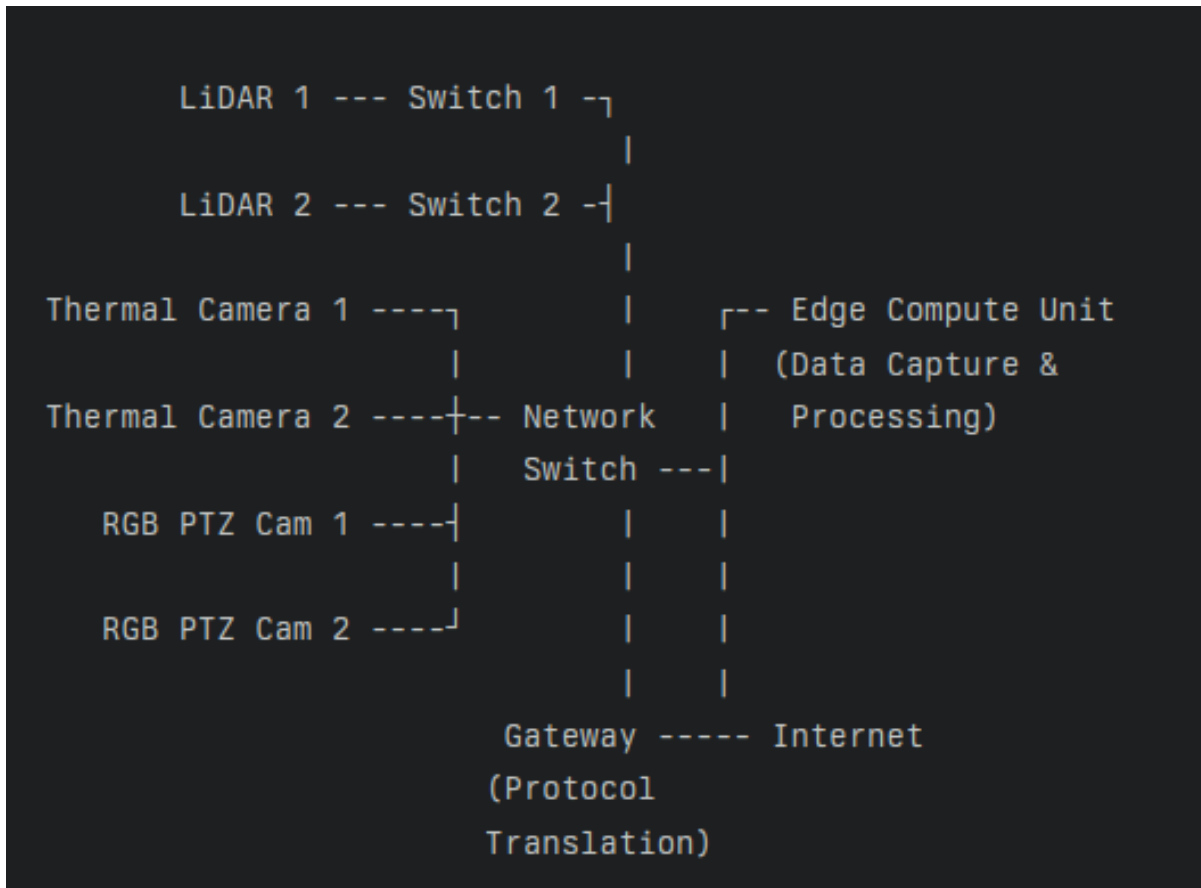 LiDAR 1 --- Switch 1 -┐
|
LiDAR 2 --- Switch 2 -┤
|
Thermal Camera 1 ----┐ | ┌-- Edge Compute Unit
| | | (Data Capture &
Thermal Camera 2 ----┼-- Network | Processing)
| Switch ---|
RGB PTZ Cam 1 ----┤ | |
| | |
RGB PTZ Cam 2 ----┘ | |
| |
Gateway ----- Internet
(Protocol
Translation)